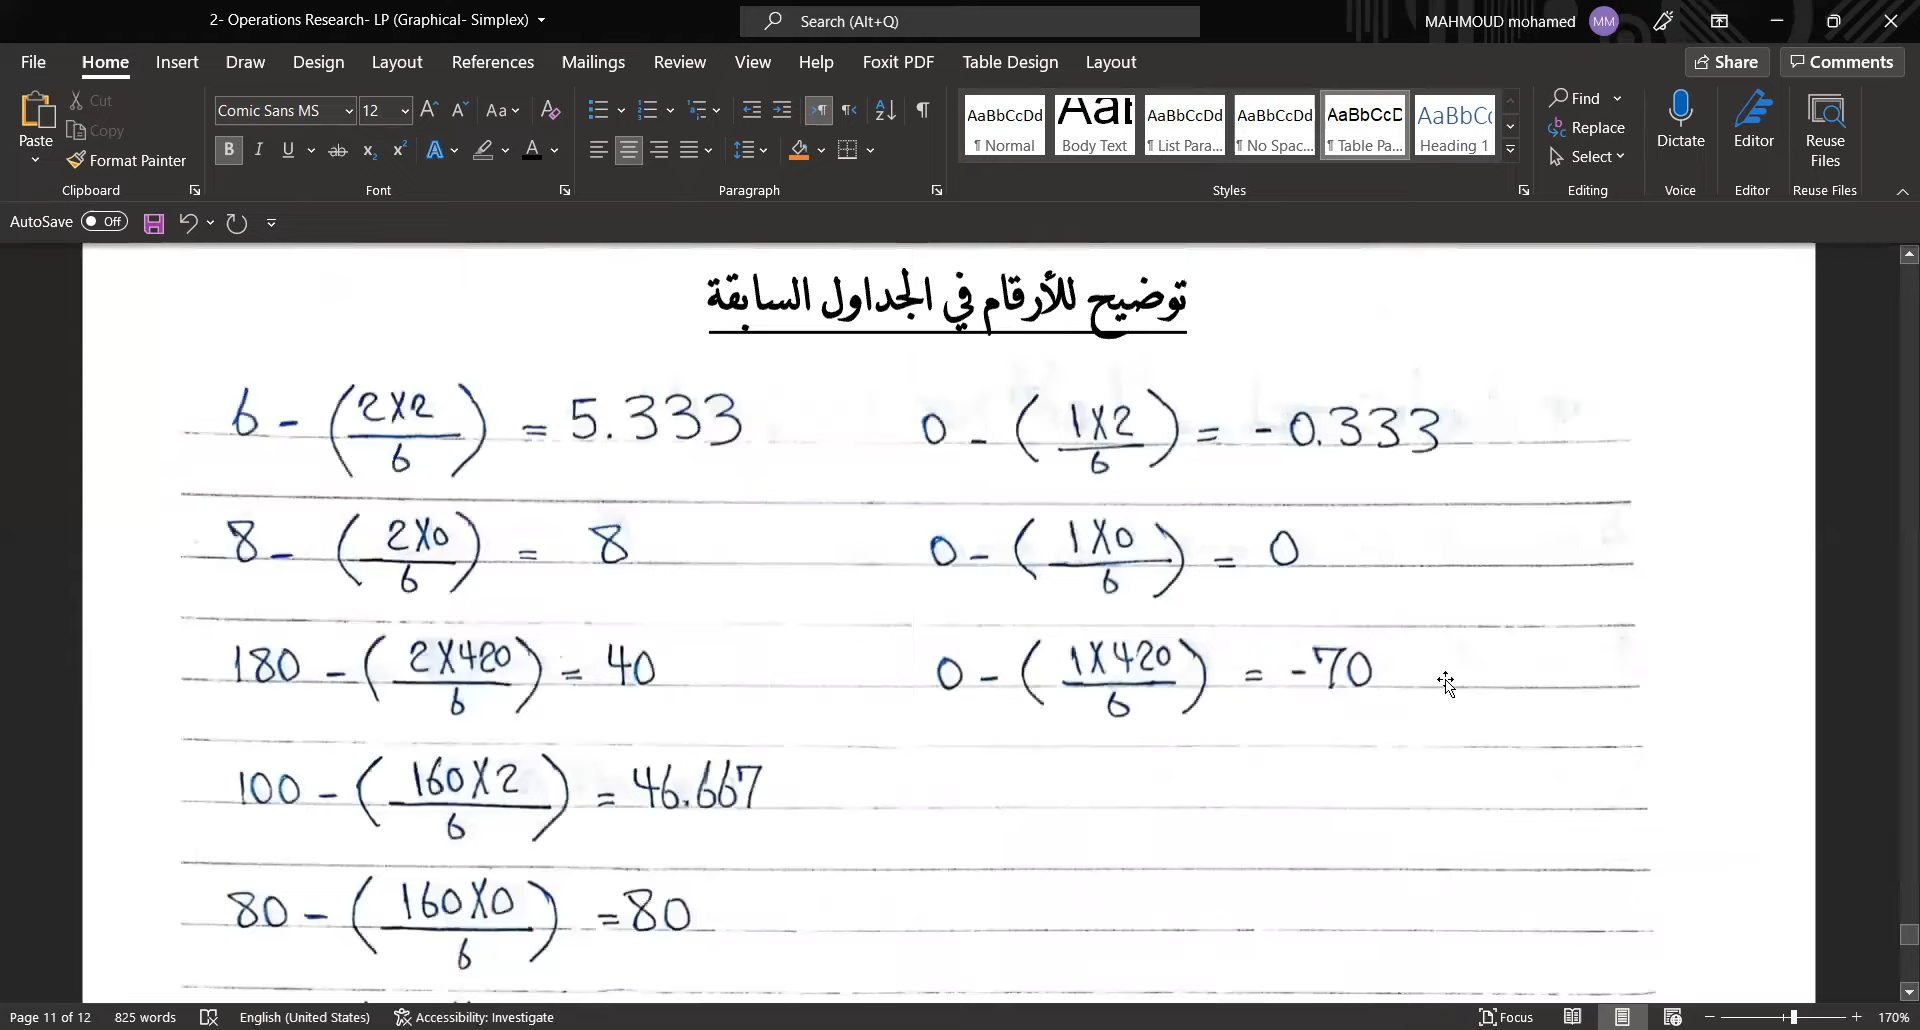 2- Operations Research- LP (Graphical- Simplex)
Search (Alt+Q)
MAHMOUD mohamed MM
File Home Insert Draw Design Layout References Mailings Review View Help Foxit PDF Table Design Layout Share Comments
Paste
Cut
Copy
Format Painter
Clipboard
Comic Sans MS 12
Font
Paragraph
AaBbCcDd ¶ Normal
Body Text
AaBbCcDd ¶ List Para...
AaBbCcDd ¶ No Spac...
¶ Table Pa...
Heading 1
Styles
Find
Replace
Select
Editing
Dictate
Voice
Editor
Editor
Reuse Files
Reuse Files
AutoSave Off
توضيح للأرقام في الجداول السابقة
6 - (2X2/6) = 5.333 0 - (1X2/6) = -0.333
8 - (2X0/6) = 8 0 - (1X0/6) = 0
180 - (2X420/6) = 40 0 - (1X420/6) = -70
100 - (160X2/6) = 46.667
80 - (160X0/6) = 80
Page 11 of 12 825 words English (United States) Accessibility: Investigate Focus 170%